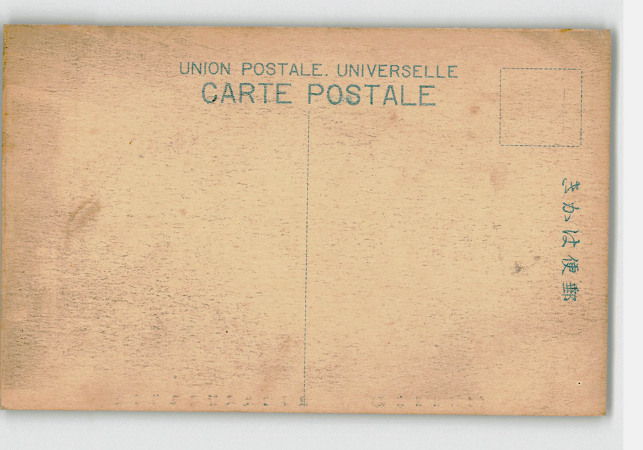 UNION POSTALE. UNIVERSELLE
CARTE POSTALE
きかは便郵